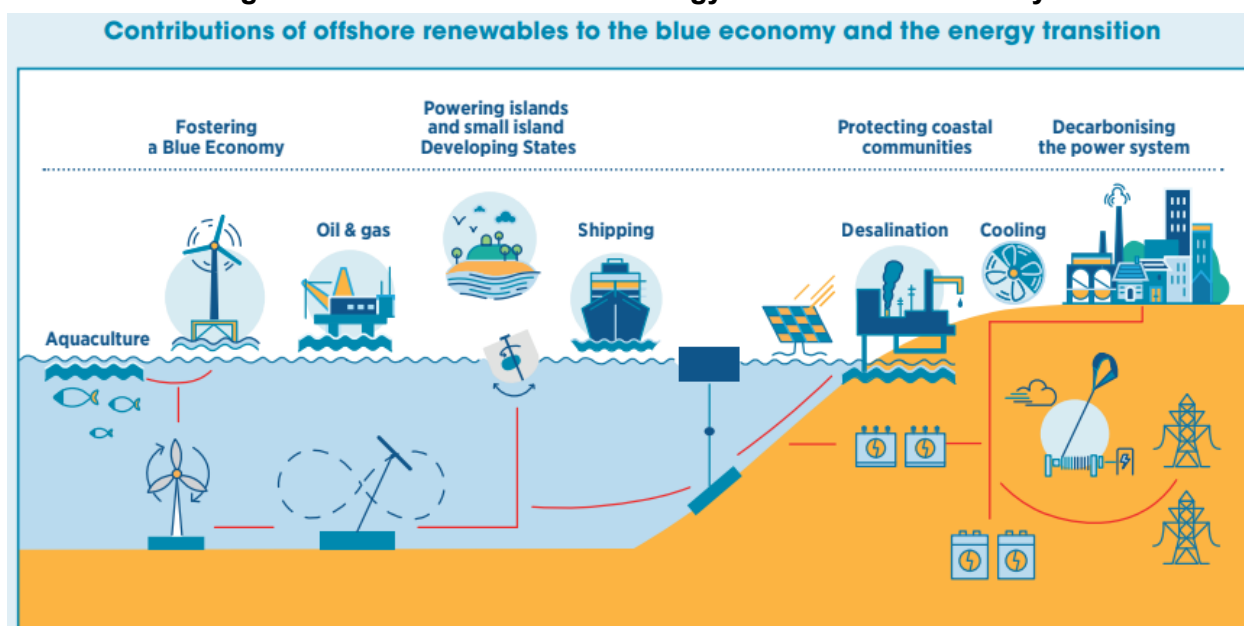 Contributions of offshore renewables to the blue economy and the energy transition
Fostering
a Blue Economy
Powering islands
and small island
Developing States
Protecting coastal
communities
Decarbonising
the power system
Oil & gas
Shipping
Desalination
Cooling
Aquaculture